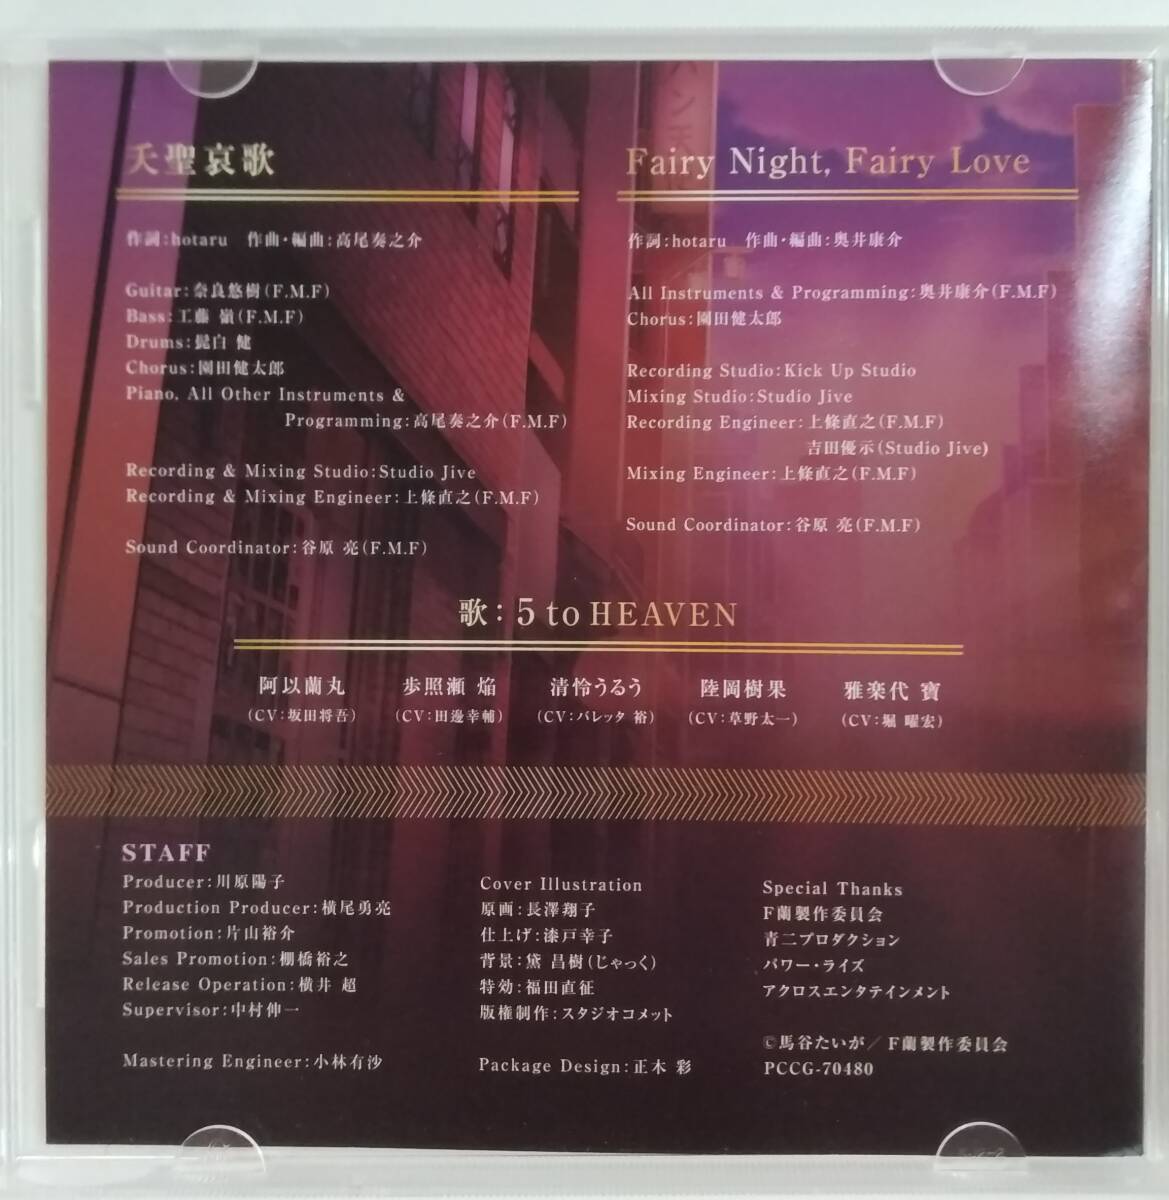 夭聖哀歌
作詞:hotaru 作曲・編曲:高尾奏之介
Guitar:奈良悠樹(F.M.F)
Bass:工藤 嶺(F.M.F)
Drums:髭白 健
Chorus:園田健太郎
Piano, All Other Instruments &
Programming:高尾奏之介(F.M.F)
Recording & Mixing Studio:Studio Jive
Recording & Mixing Engineer:上條直之(F.M.F)
Sound Coordinator:谷原 亮(F.M.F)
Fairy Night, Fairy Love
作詞:hotaru 作曲・編曲:奥井康介
All Instruments & Programming:奥井康介(F.M.F)
Chorus:園田健太郎
Recording Studio:Kick Up Studio
Mixing Studio:Studio Jive
Recording Engineer:上條直之(F.M.F)
吉田優示(Studio Jive)
Mixing Engineer:上條直之(F.M.F)
Sound Coordinator:谷原 亮(F.M.F)
歌:5 to HEAVEN
阿以蘭丸
(CV:坂田将吾)
歩照瀬 焔
(CV:田邊幸輔)
清怜うるう
(CV:バレッタ 裕)
陸岡樹果
(CV:草野太一)
雅楽代 寶
(CV:堀 曜宏)
STAFF
Producer:川原陽子
Production Producer:横尾勇亮
Promotion:片山裕介
Sales Promotion:棚橋裕之
Release Operation:横井 超
Supervisor:中村伸一
Mastering Engineer:小林有沙
Cover Illustration
原画:長澤翔子
仕上げ:漆戸幸子
背景:黛 昌樹(じゃっく)
特効:福田直征
版権制作:スタジオコメット
Package Design:正木 彩
Special Thanks
F蘭製作委員会
青二プロダクション
パワー・ライズ
アクロスエンタテインメント
©馬谷たいが/F蘭製作委員会
PCCG-70480